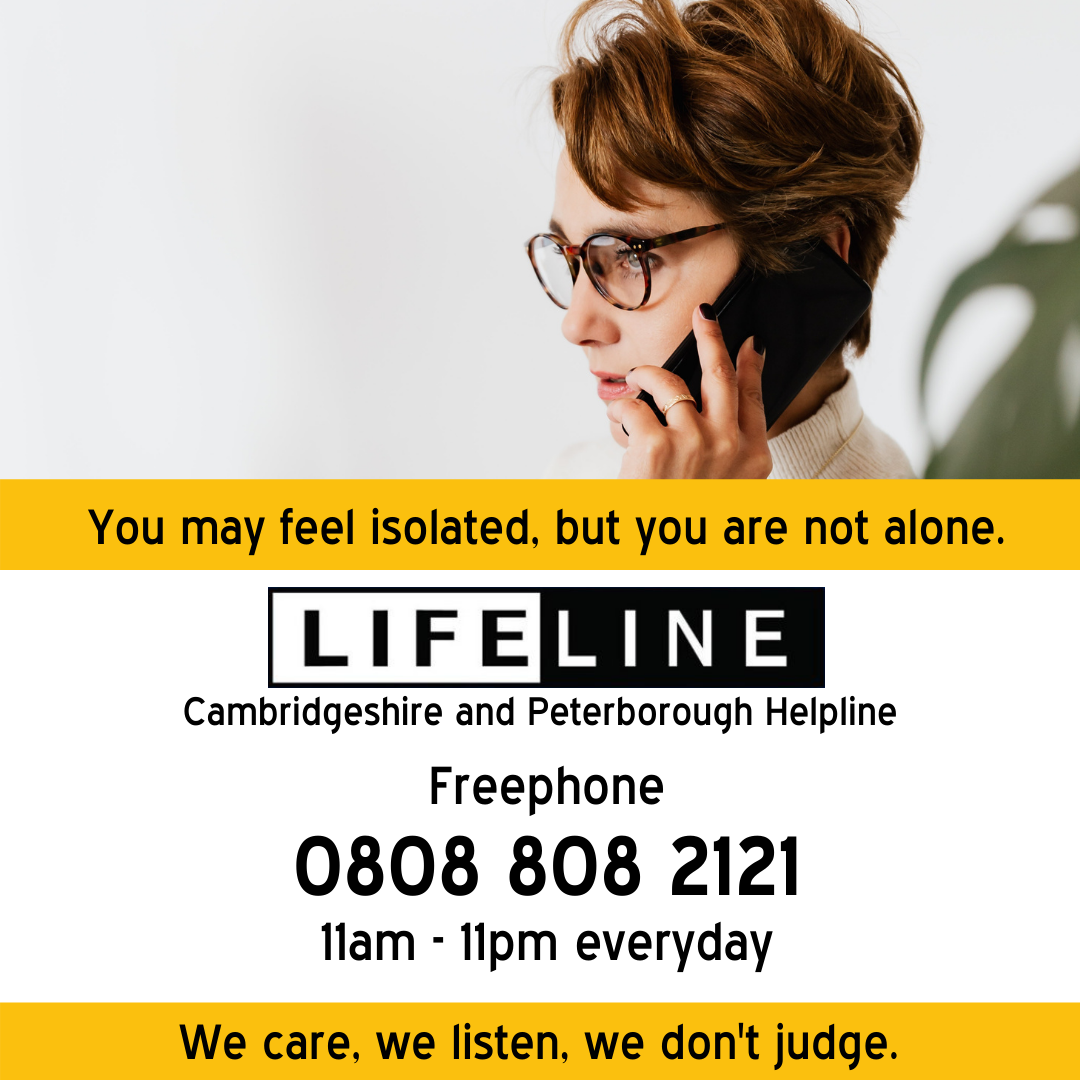 You may feel isolated, but you are not alone.
LIFELINE
Cambridgeshire and Peterborough Helpline
Freephone
0808 808 2121
11am - 11pm everyday
We care, we listen, we don't judge.